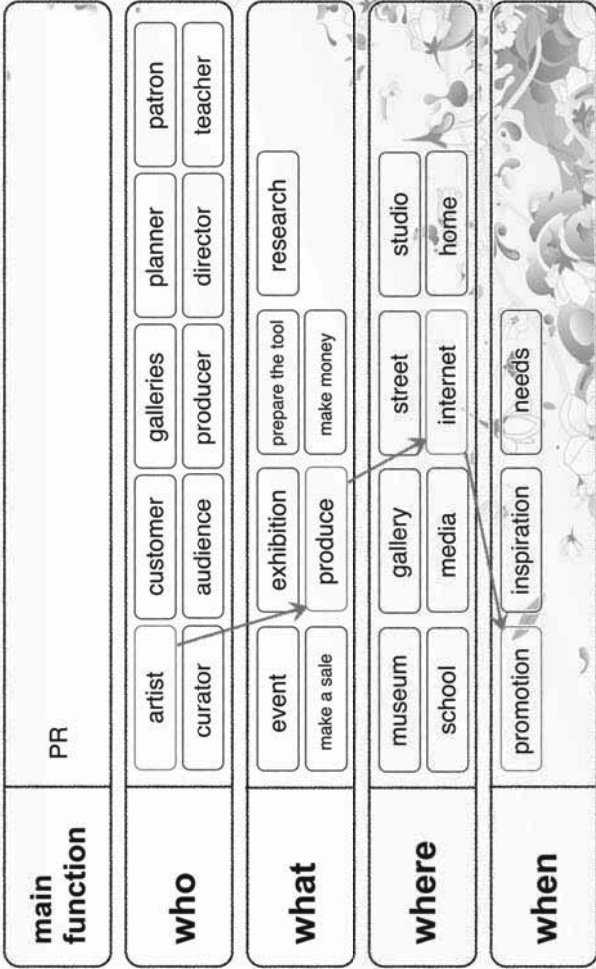 main
function
PR
who
artist customer galleries planner patron
curator audience producer director teacher
what
event exhibition prepare the tool research
make a sale produce make money
where
museum gallery street studio
school media internet home
when
promotion inspiration needs